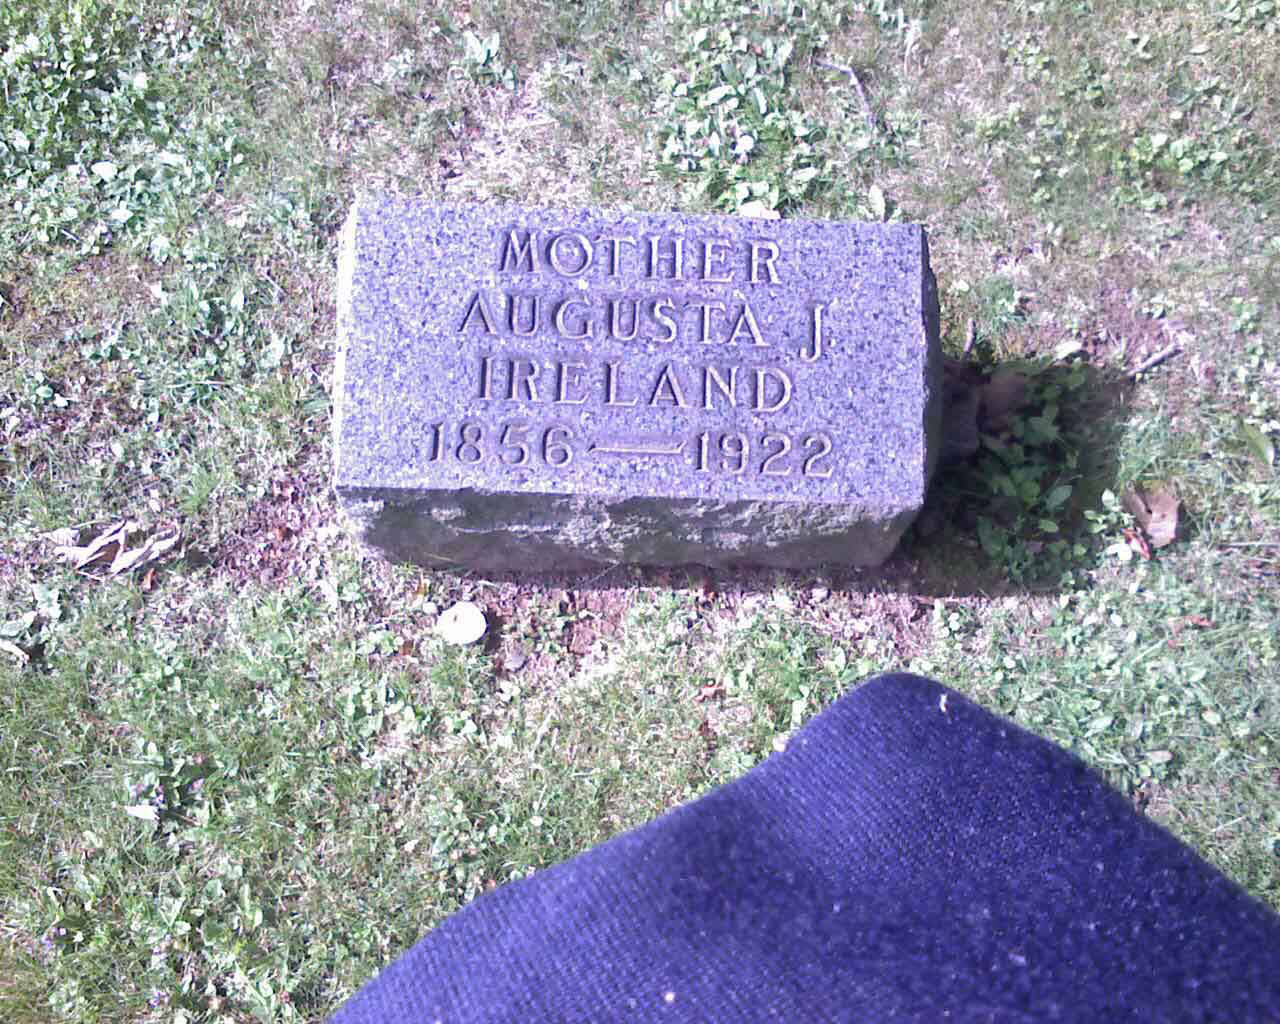 MOTHER
AUGUSTA J.
IRELAND
1856—1922